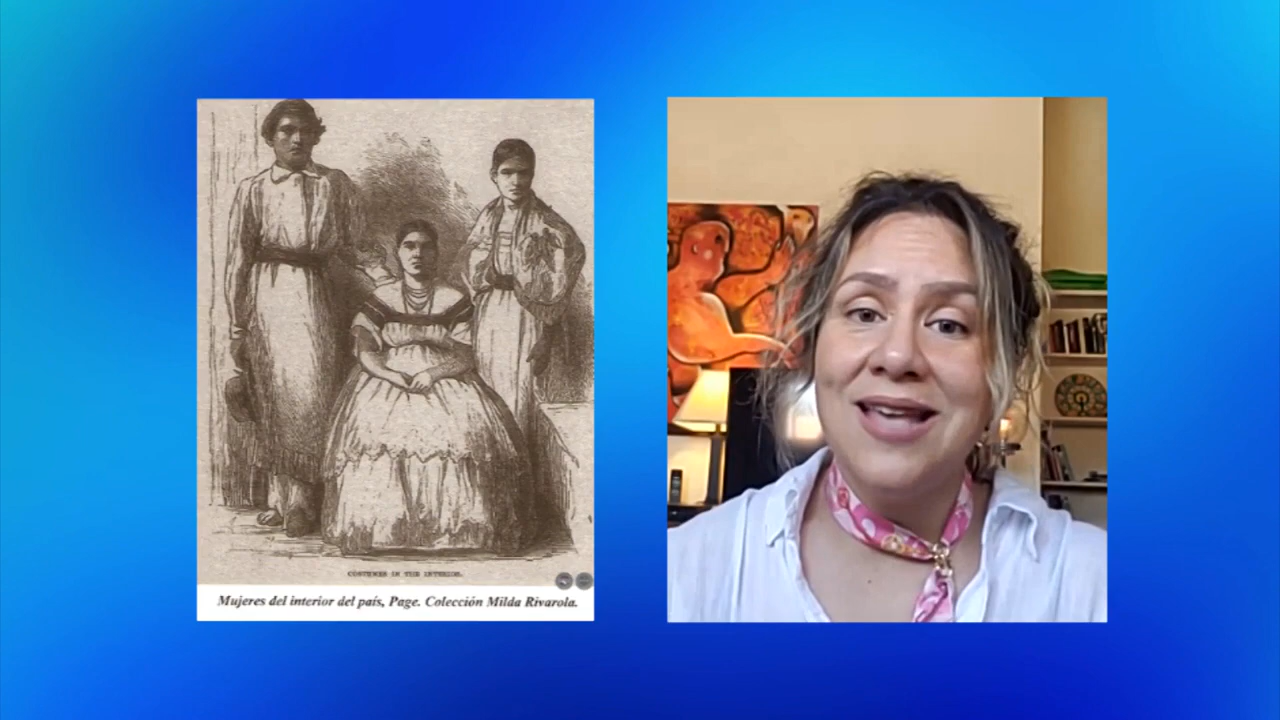 COSTUMES IN THE INTERIOR.
Mujeres del interior del país, Page. Colección Milda Rivarola.